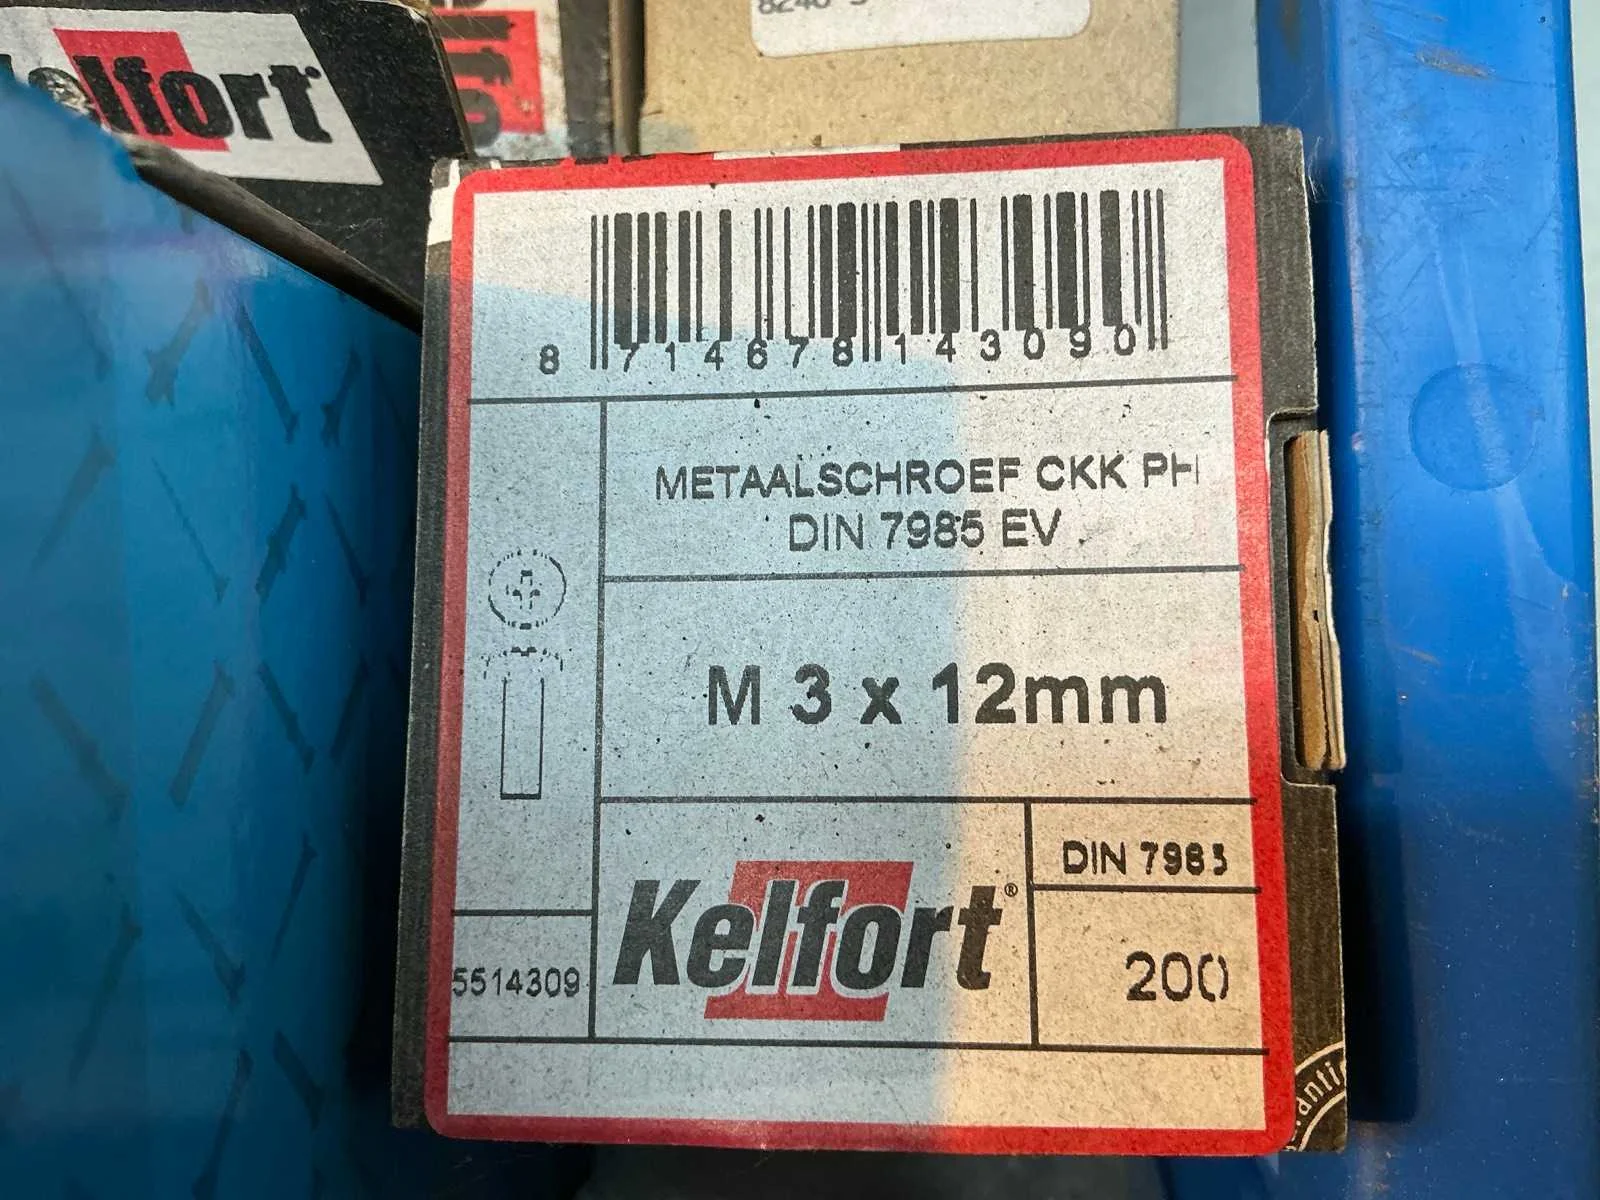 Kelfort
8 714678 143090
METAALSCHROEF CKK PH
DIN 7985 EV
M 3 x 12mm
DIN 7985
Kelfort®
200
5514309